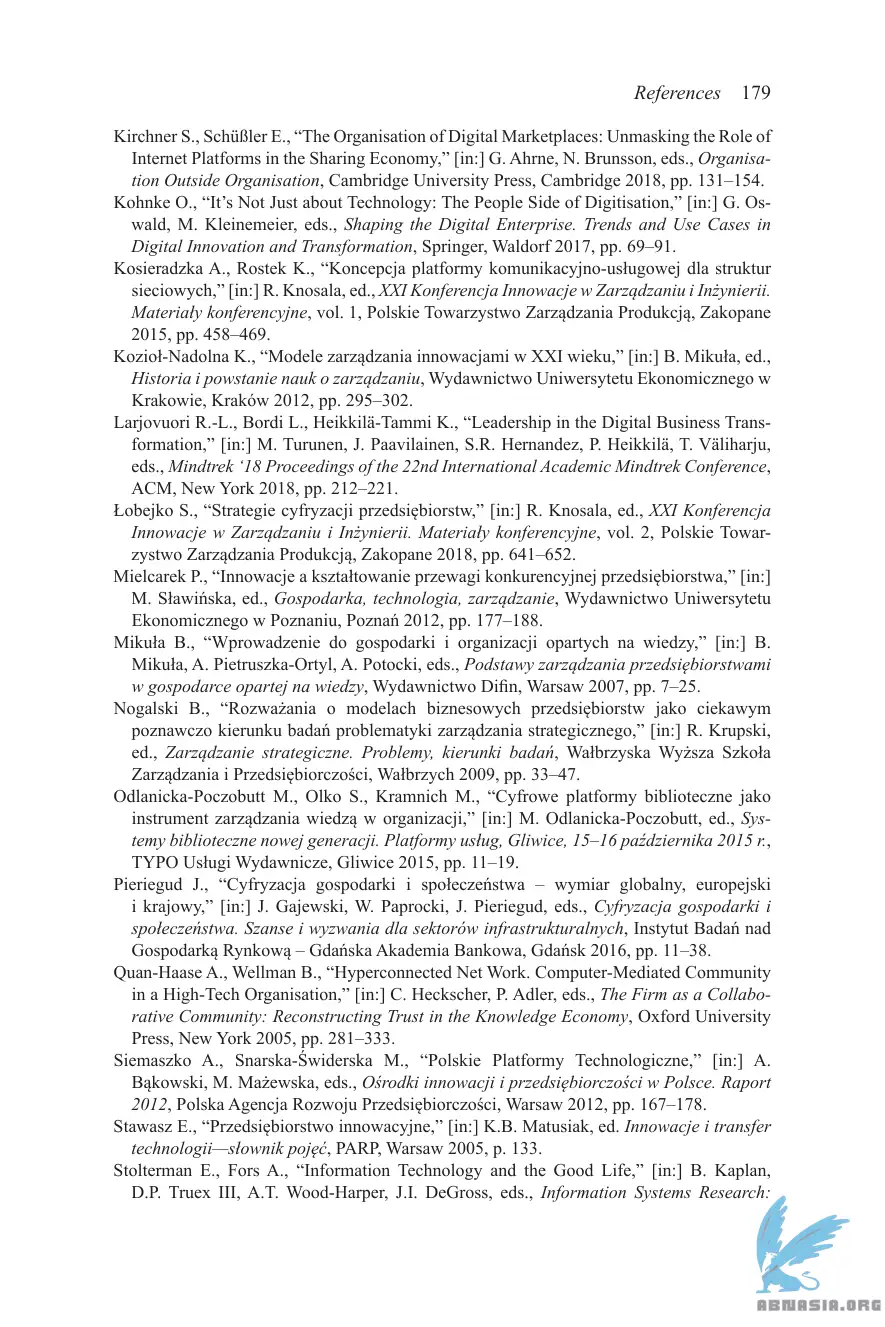 References 179
Kirchner S., Schüßler E., “The Organisation of Digital Marketplaces: Unmasking the Role of
Internet Platforms in the Sharing Economy,” [in:] G. Ahrne, N. Brunsson, eds., Organisa-
tion Outside Organisation, Cambridge University Press, Cambridge 2018, pp. 131–154.
Kohnke O., “It’s Not Just about Technology: The People Side of Digitisation,” [in:] G. Os-
wald, M. Kleinemeier, eds., Shaping the Digital Enterprise. Trends and Use Cases in
Digital Innovation and Transformation, Springer, Waldorf 2017, pp. 69–91.
Kosieradzka A., Rostek K., “Koncepcja platformy komunikacyjno-usługowej dla struktur
sieciowych,” [in:] R. Knosala, ed., XXI Konferencja Innowacje w Zarządzaniu i Inżynierii.
Materiały konferencyjne, vol. 1, Polskie Towarzystwo Zarządzania Produkcją, Zakopane
2015, pp. 458–469.
Kozioł-Nadolna K., “Modele zarządzania innowacjami w XXI wieku,” [in:] B. Mikuła, ed.,
Historia i powstanie nauk o zarządzaniu, Wydawnictwo Uniwersytetu Ekonomicznego w
Krakowie, Kraków 2012, pp. 295–302.
Larjovuori R.-L., Bordi L., Heikkilä-Tammi K., “Leadership in the Digital Business Trans-
formation,” [in:] M. Turunen, J. Paavilainen, S.R. Hernandez, P. Heikkilä, T. Väliharju,
eds., Mindtrek ‘18 Proceedings of the 22nd International Academic Mindtrek Conference,
ACM, New York 2018, pp. 212–221.
Łobejko S., “Strategie cyfryzacji przedsiębiorstw,” [in:] R. Knosala, ed., XXI Konferencja
Innowacje w Zarządzaniu i Inżynierii. Materiały konferencyjne, vol. 2, Polskie Towar-
zystwo Zarządzania Produkcją, Zakopane 2018, pp. 641–652.
Mielcarek P., “Innowacje a kształtowanie przewagi konkurencyjnej przedsiębiorstwa,” [in:]
M. Sławińska, ed., Gospodarka, technologia, zarządzanie, Wydawnictwo Uniwersytetu
Ekonomicznego w Poznaniu, Poznań 2012, pp. 177–188.
Mikuła B., “Wprowadzenie do gospodarki i organizacji opartych na wiedzy,” [in:] B.
Mikuła, A. Pietruszka-Ortyl, A. Potocki, eds., Podstawy zarządzania przedsiębiorstwami
w gospodarce opartej na wiedzy, Wydawnictwo Difin, Warsaw 2007, pp. 7–25.
Nogalski B., “Rozważania o modelach biznesowych przedsiębiorstw jako ciekawym
poznawczo kierunku badań problematyki zarządzania strategicznego,” [in:] R. Krupski,
ed., Zarządzanie strategiczne. Problemy, kierunki badań, Wałbrzyska Wyższa Szkoła
Zarządzania i Przedsiębiorczości, Wałbrzych 2009, pp. 33–47.
Odlanicka-Poczobutt M., Olko S., Kramnich M., “Cyfrowe platformy biblioteczne jako
instrument zarządzania wiedzą w organizacji,” [in:] M. Odlanicka-Poczobutt, ed., Sys-
temy biblioteczne nowej generacji. Platformy usług, Gliwice, 15–16 października 2015 r.,
TYPO Usługi Wydawnicze, Gliwice 2015, pp. 11–19.
Pieriegud J., “Cyfryzacja gospodarki i społeczeństwa – wymiar globalny, europejski
i krajowy,” [in:] J. Gajewski, W. Paprocki, J. Pieriegud, eds., Cyfryzacja gospodarki i
społeczeństwa. Szanse i wyzwania dla sektorów infrastrukturalnych, Instytut Badań nad
Gospodarką Rynkową – Gdańska Akademia Bankowa, Gdańsk 2016, pp. 11–38.
Quan-Haase A., Wellman B., “Hyperconnected Net Work. Computer-Mediated Community
in a High-Tech Organisation,” [in:] C. Heckscher, P. Adler, eds., The Firm as a Collabo-
rative Community: Reconstructing Trust in the Knowledge Economy, Oxford University
Press, New York 2005, pp. 281–333.
Siemaszko A., Snarska-Świderska M., “Polskie Platformy Technologiczne,” [in:] A.
Bąkowski, M. Mażewska, eds., Ośrodki innowacji i przedsiębiorczości w Polsce. Raport
2012, Polska Agencja Rozwoju Przedsiębiorczości, Warsaw 2012, pp. 167–178.
Stawasz E., “Przedsiębiorstwo innowacyjne,” [in:] K.B. Matusiak, ed. Innowacje i transfer
technologii—słownik pojęć, PARP, Warsaw 2005, p. 133.
Stolterman E., Fors A., “Information Technology and the Good Life,” [in:] B. Kaplan,
D.P. Truex III, A.T. Wood-Harper, J.I. DeGross, eds., Information Systems Research:
ABNASIA.ORG